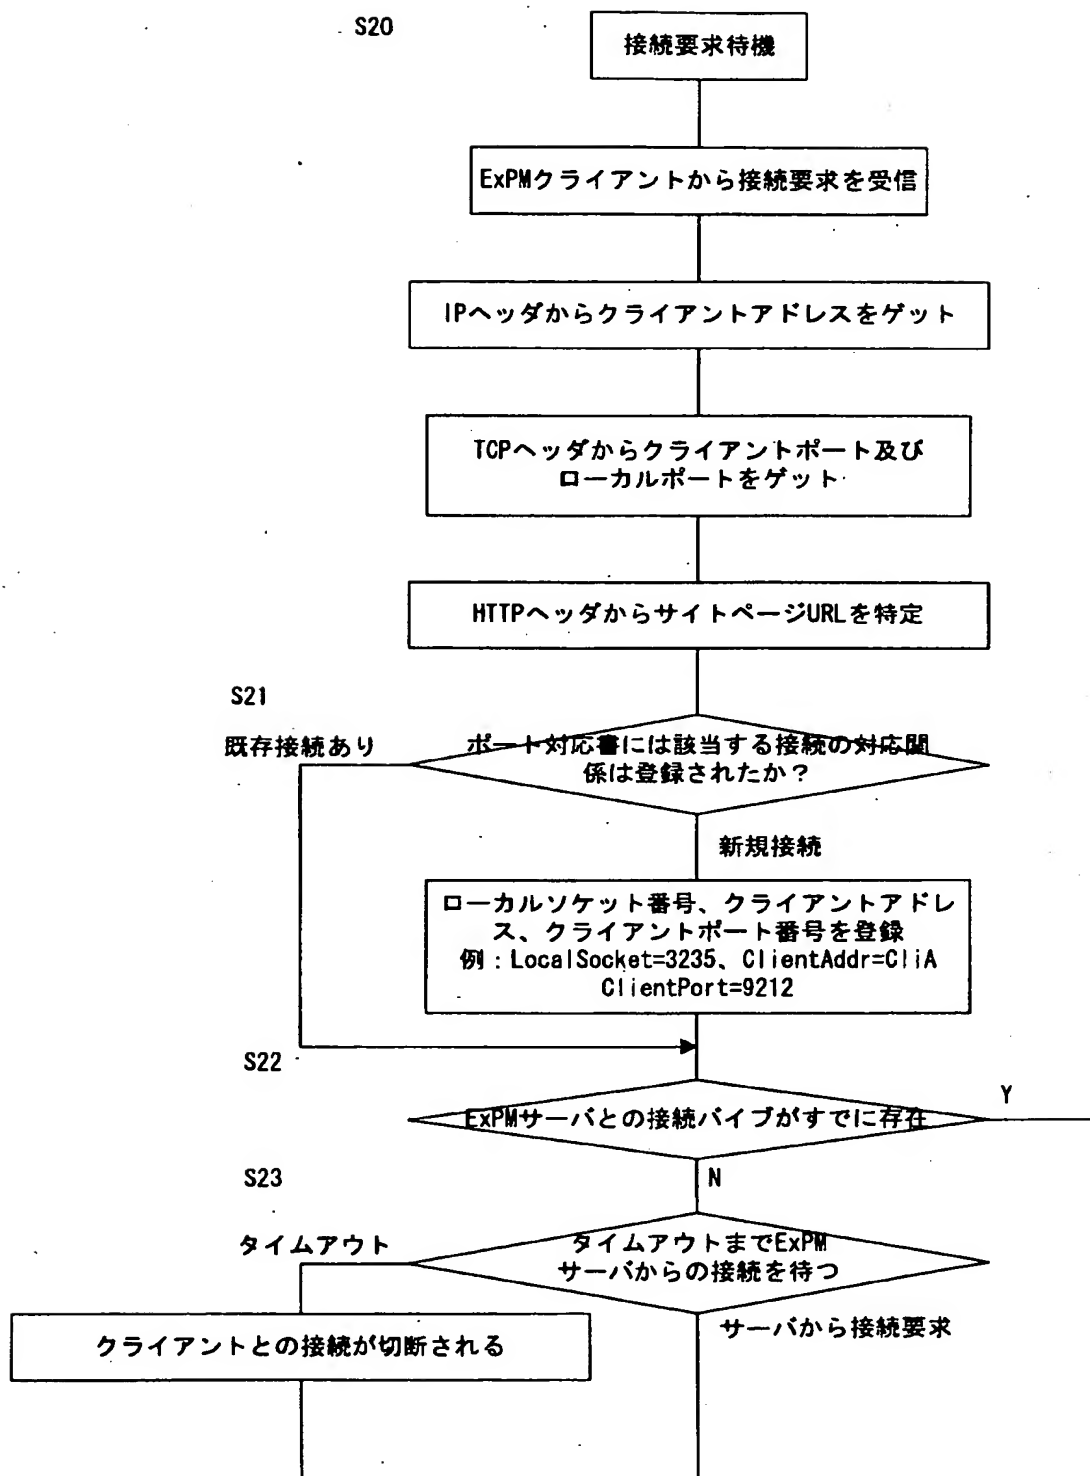 S20
接続要求待機
ExPMクライアントから接続要求を受信
IPヘッダからクライアントアドレスをゲット
TCPヘッダからクライアントポート及び
ローカルポートをゲット
HTTPヘッダからサイトページURLを特定
S21
既存接続あり
ポート対応書には該当する接続の対応関
係は登録されたか？
新規接続
ローカルソケット番号、クライアントアドレ
ス、クライアントポート番号を登録
例：LocalSocket=3235、ClientAddr=CliA
ClientPort=9212
S22
ExPMサーバとの接続パイプがすでに存在
Y
N
S23
タイムアウト
タイムアウトまでExPM
サーバからの接続を待つ
サーバから接続要求
クライアントとの接続が切断される